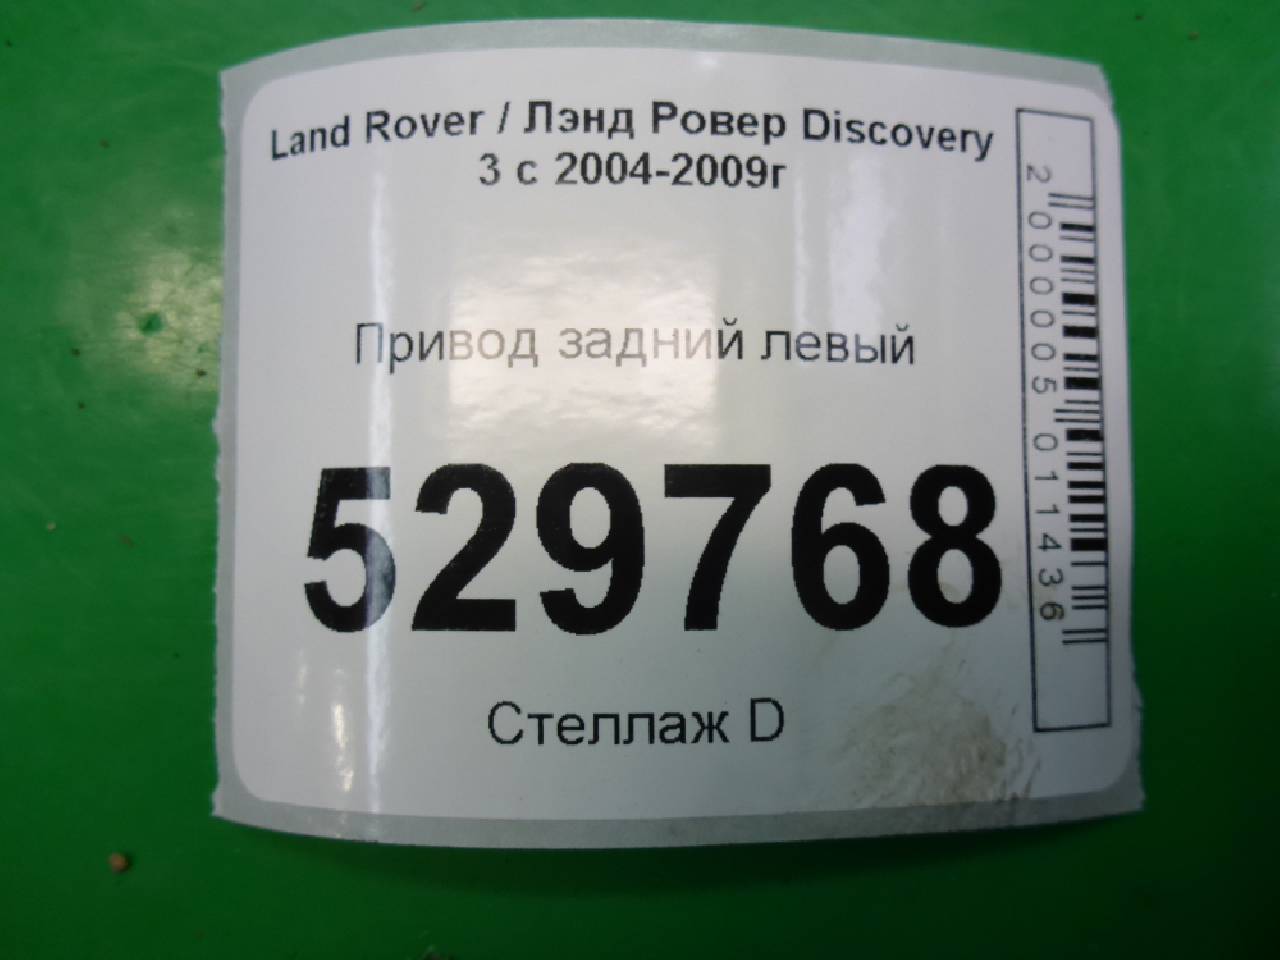 Land Rover / Лэнд Ровер Discovery
3 с 2004-2009г
Привод задний левый
529768
Стеллаж D
2000005011436